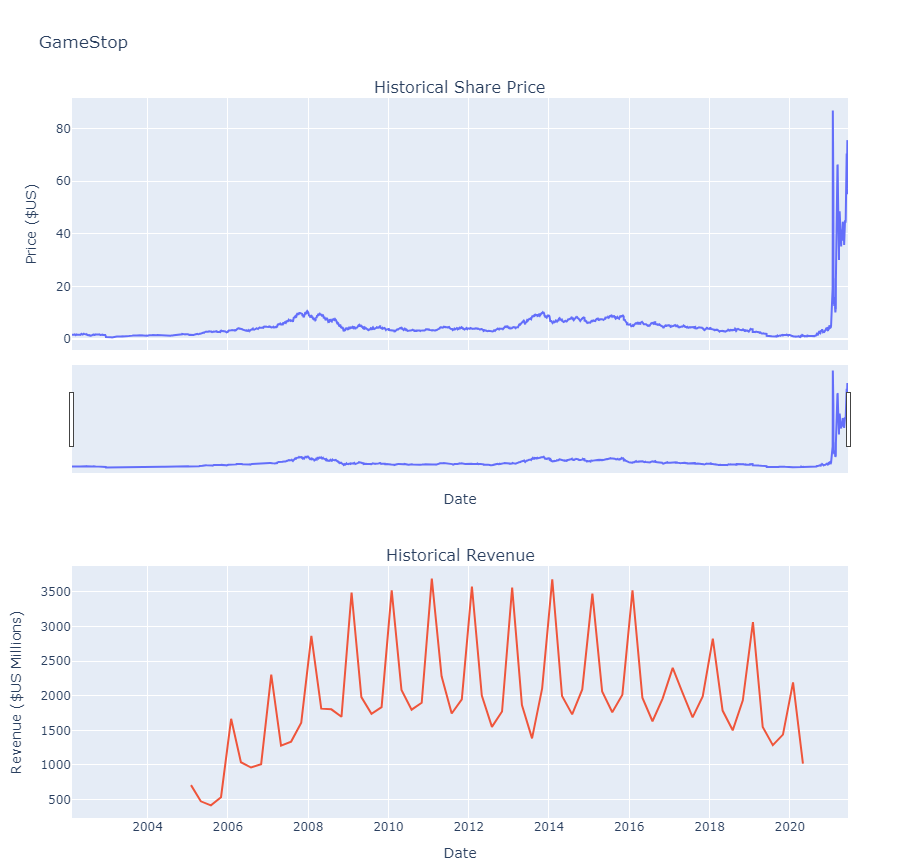 GameStop
Historical Share Price
Price ($US)
80
60
40
20
0
Date
Historical Revenue
Revenue ($US Millions)
3500
3000
2500
2000
1500
1000
500
2004 2006 2008 2010 2012 2014 2016 2018 2020
Date